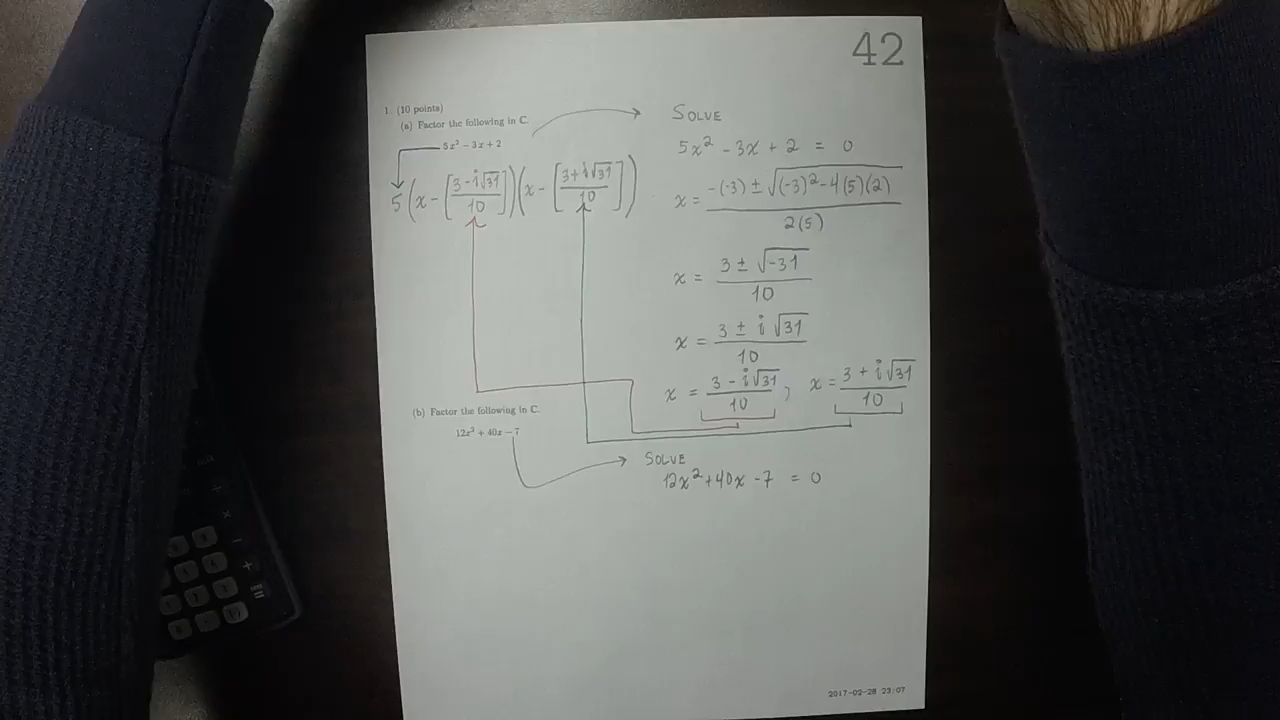 42
1. (10 points)
(a) Factor the following in C.
5x² − 3x + 2
5(x − [3 − i√31 / 10])(x − [3 + i√31 / 10])
SOLVE
5x² − 3x + 2 = 0
x = −(−3) ± √(−3)² − 4(5)(2) / 2(5)
x = 3 ± √−31 / 10
x = 3 ± i √31 / 10
x = 3 − i√31 / 10 , x = 3 + i√31 / 10
(b) Factor the following in C.
12x² + 40x − 7
SOLVE
12x² + 40x − 7 = 0
2017-02-28 23:07